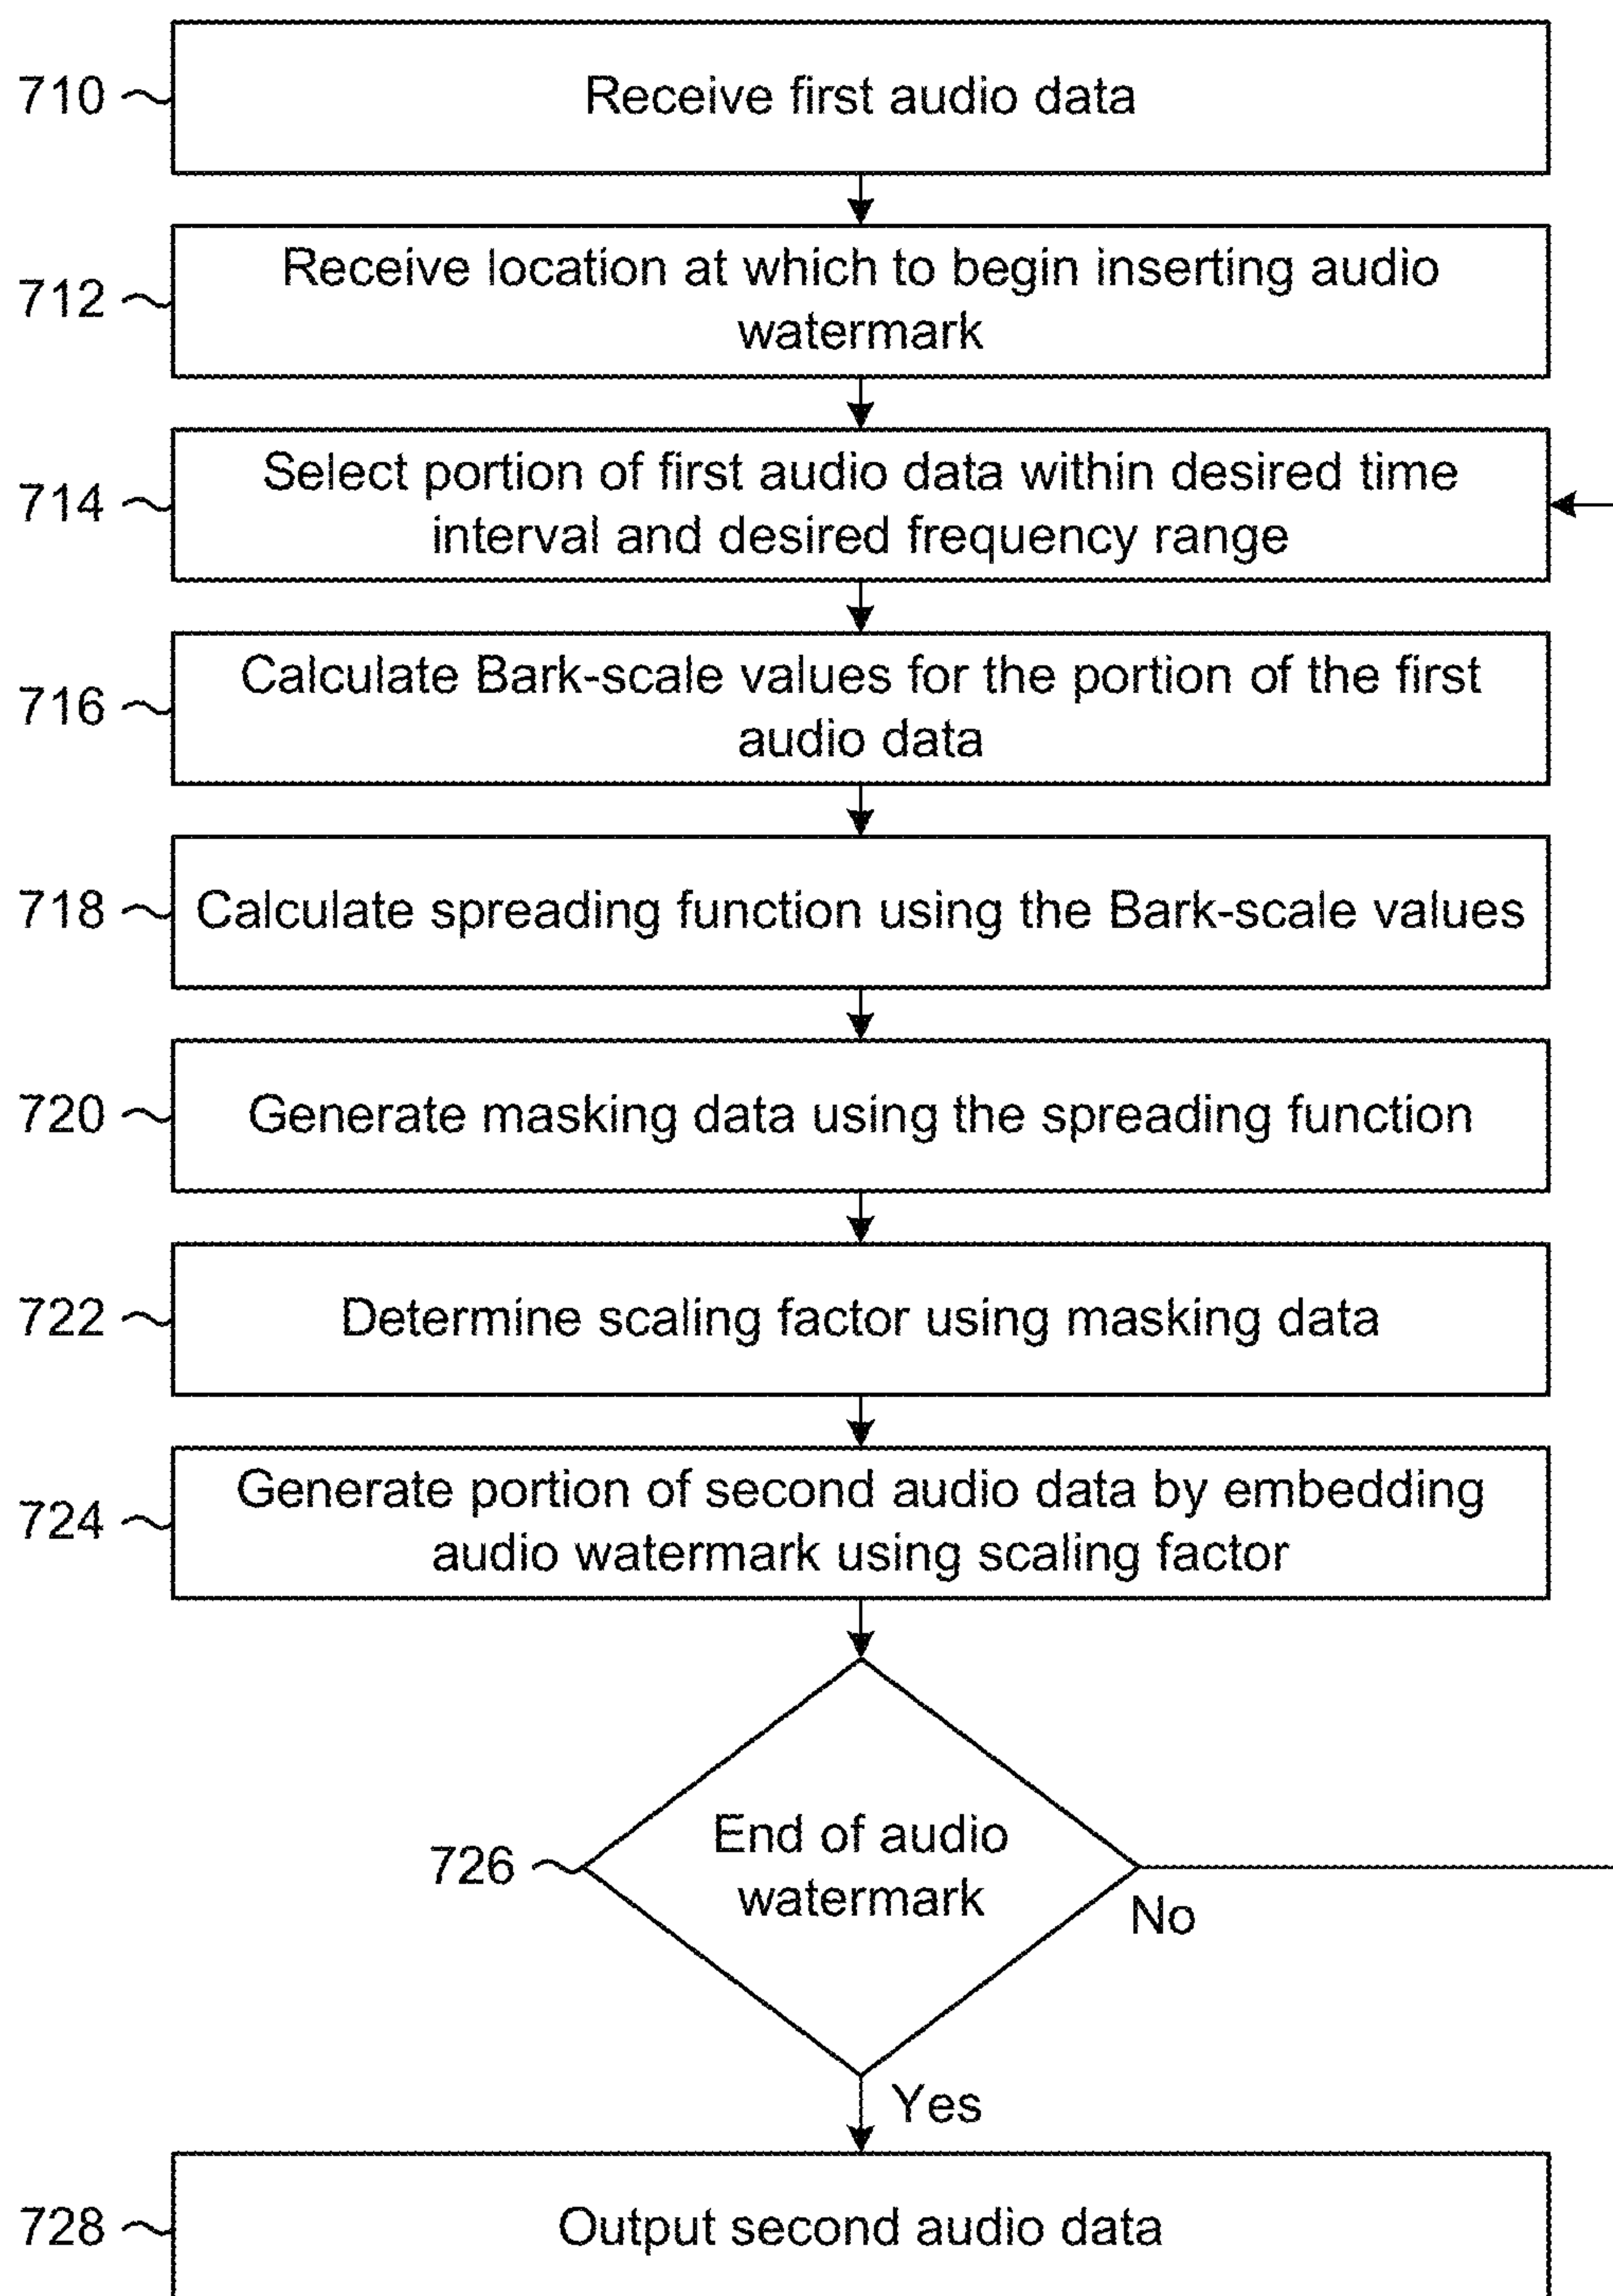 710
Receive first audio data
712
Receive location at which to begin inserting audio
watermark
714
Select portion of first audio data within desired time
interval and desired frequency range
716
Calculate Bark-scale values for the portion of the first
audio data
718
Calculate spreading function using the Bark-scale values
720
Generate masking data using the spreading function
722
Determine scaling factor using masking data
724
Generate portion of second audio data by embedding
audio watermark using scaling factor
726
End of audio
watermark
No
Yes
728
Output second audio data